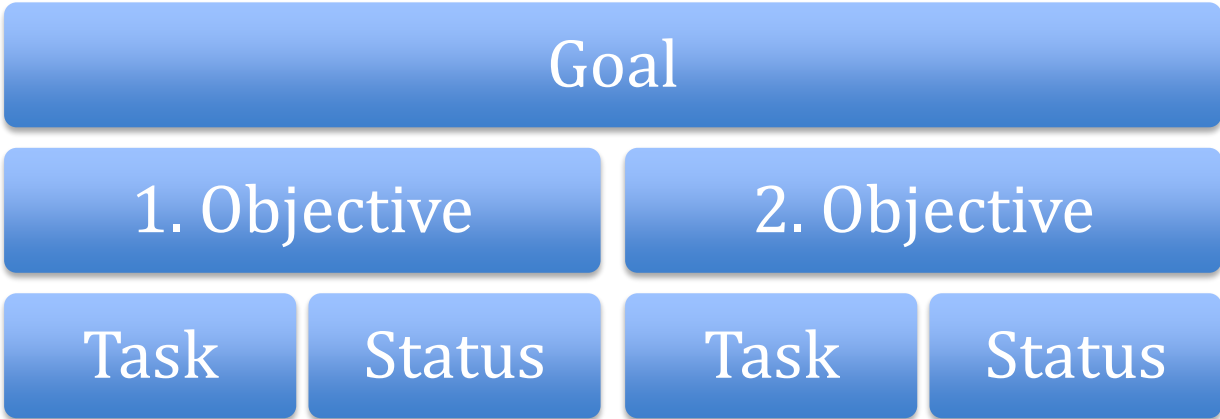 Goal
1. Objective
2. Objective
Task
Status
Task
Status